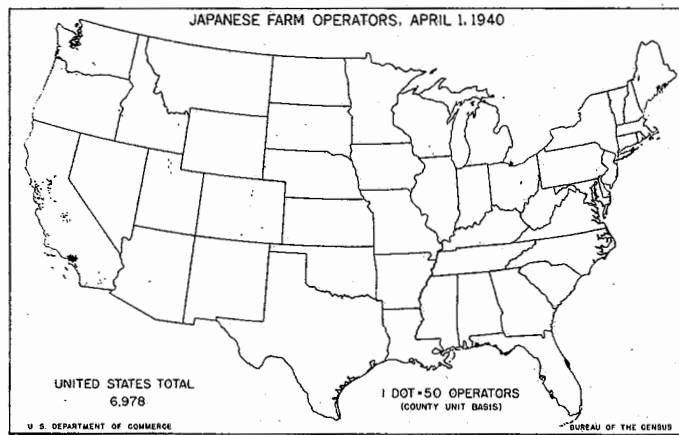 JAPANESE FARM OPERATORS, APRIL 1, 1940
UNITED STATES TOTAL
6,978
1 DOT = 50 OPERATORS
(COUNTY UNIT BASIS)
U. S. DEPARTMENT OF COMMERCE
BUREAU OF THE CENSUS